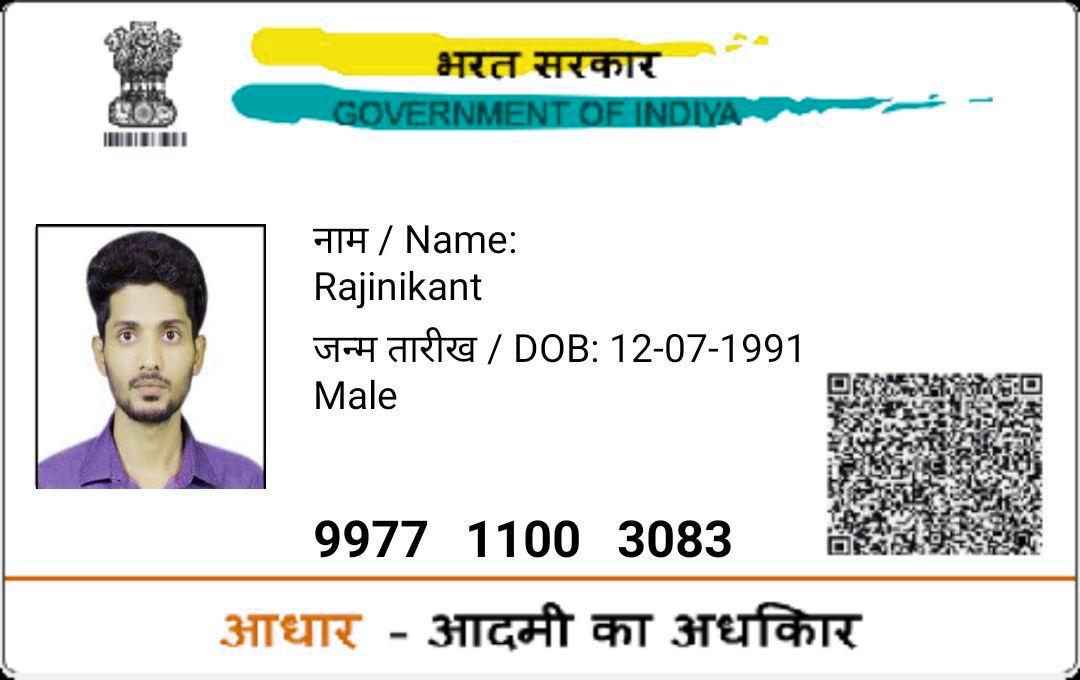 भरत सरकार
GOVERNMENT OF INDIYA
नाम / Name:
Rajinikant
जन्म तारीख / DOB: 12-07-1991
Male
9977 1100 3083
आधार - आदमी का अधकिार